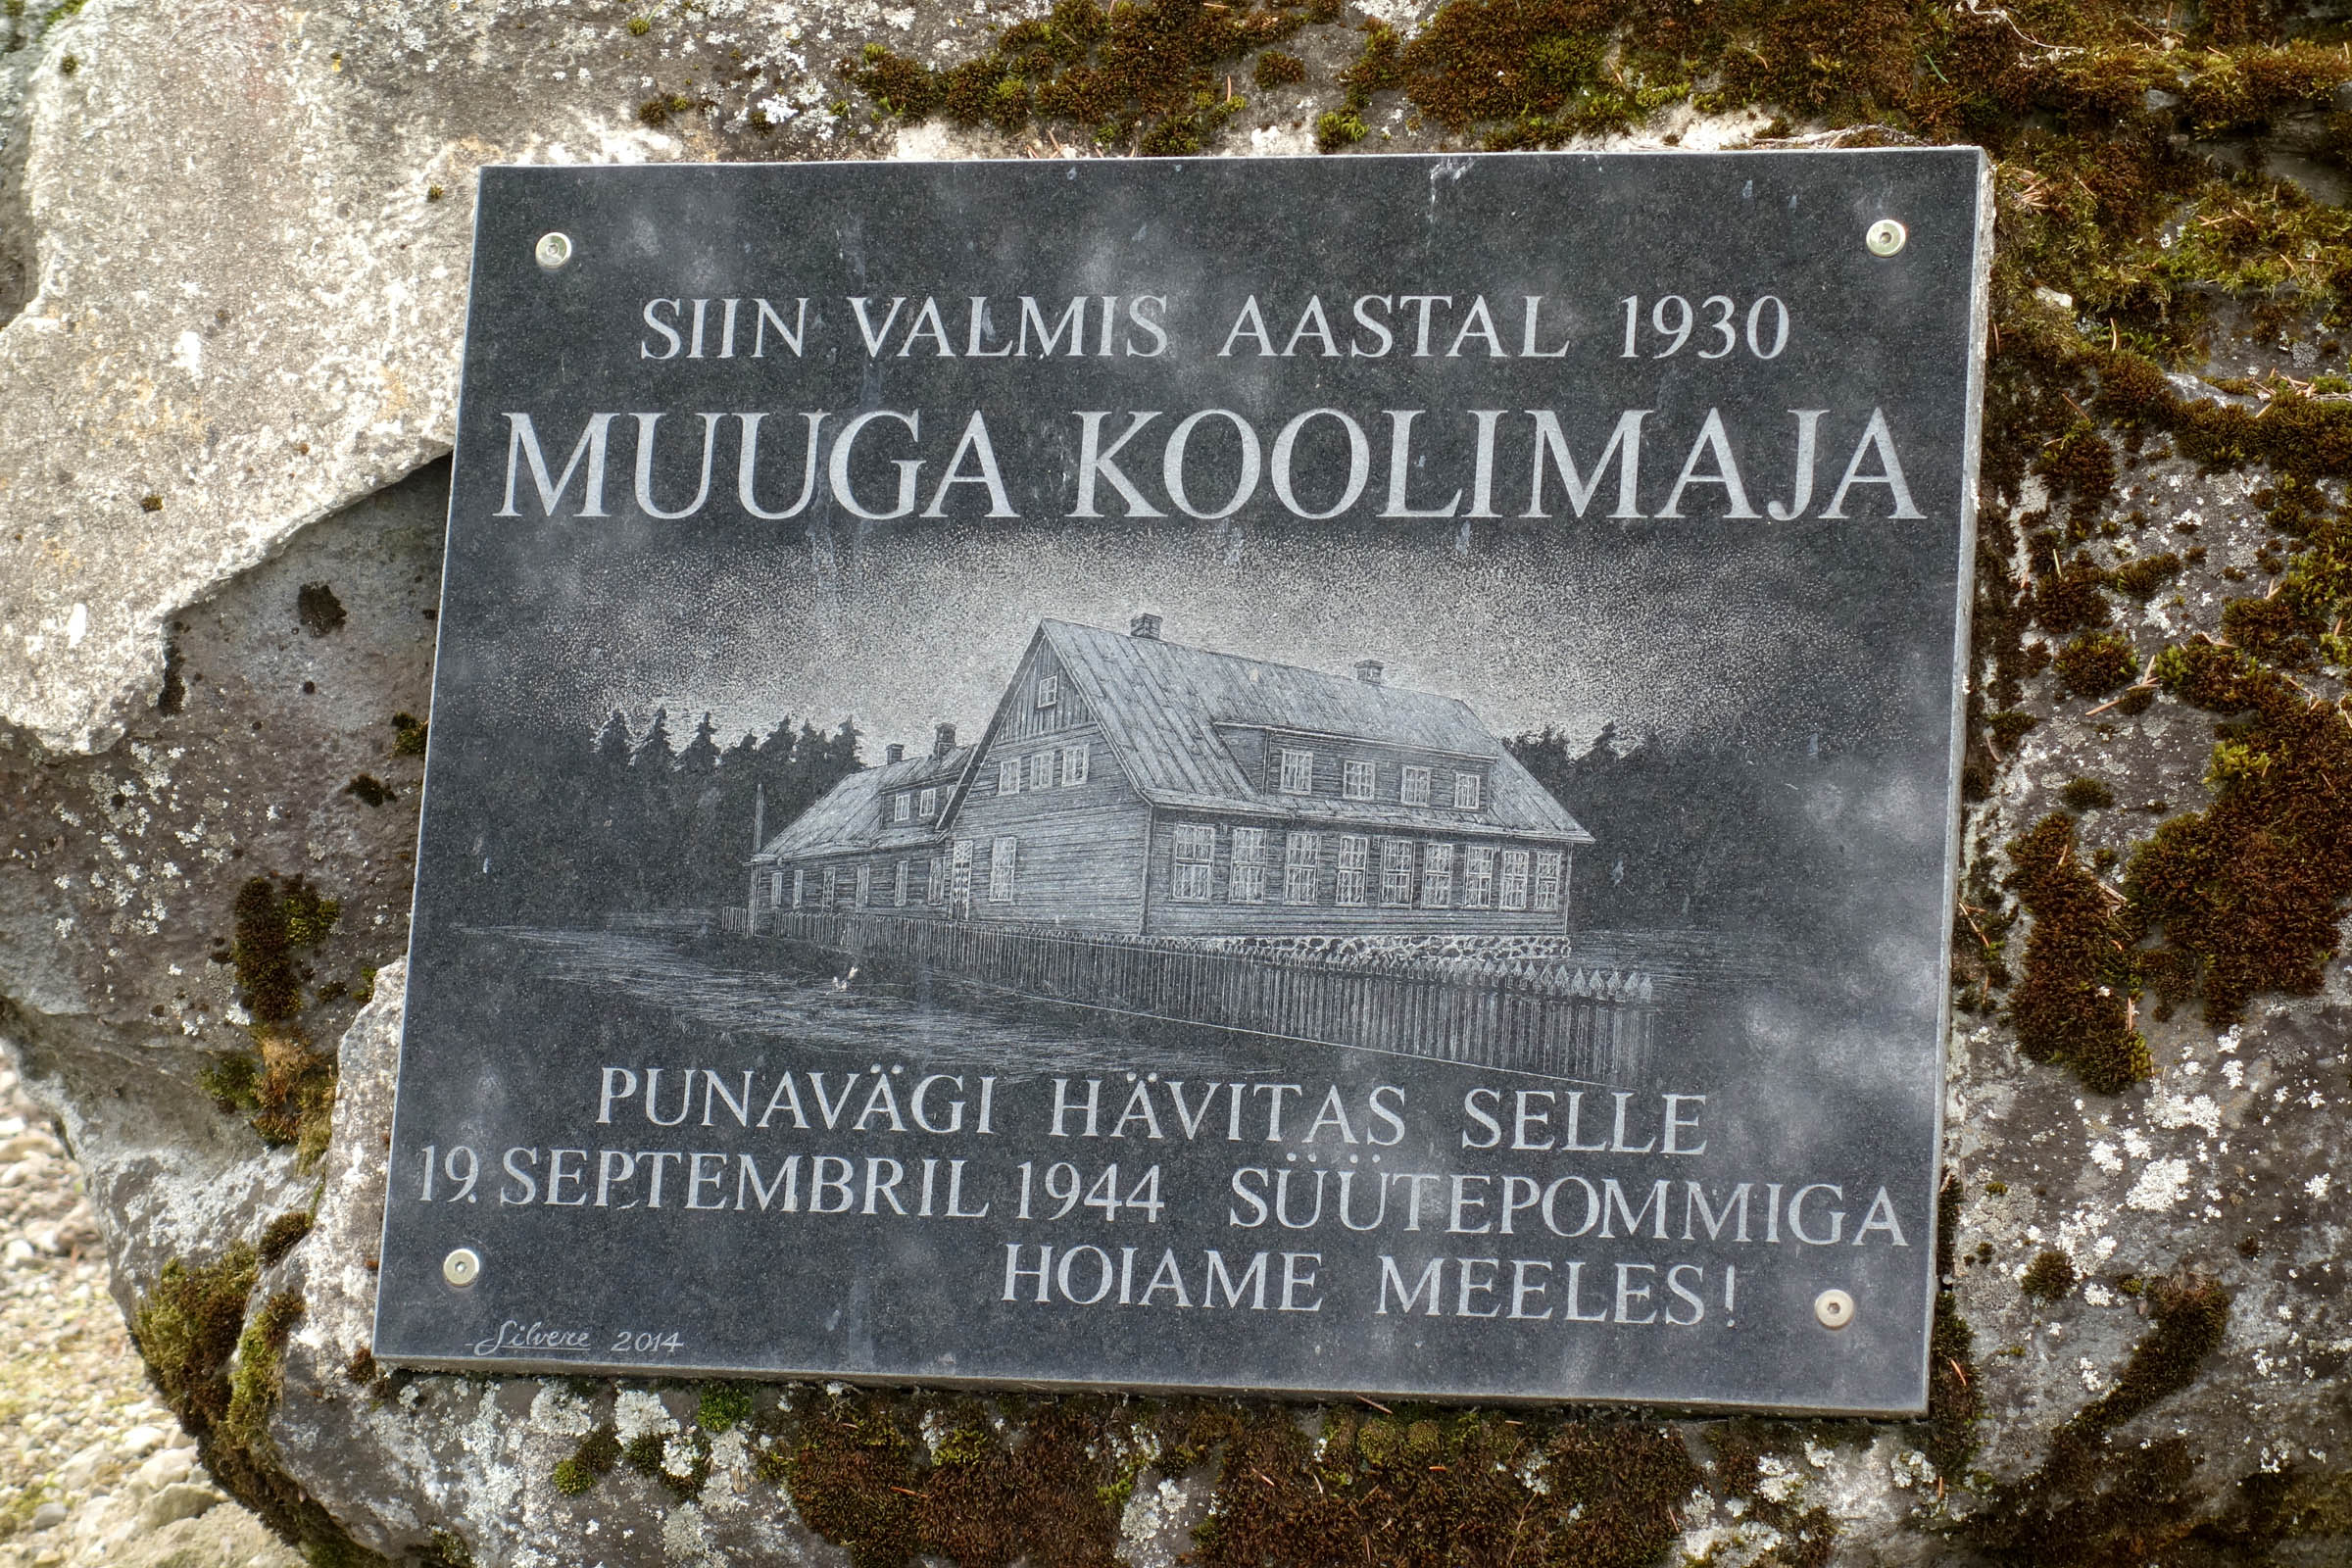 SIIN VALMIS AASTAL 1930
MUUGA KOOLIMAJA
PUNAVÄGI HÄVITAS SELLE
19. SEPTEMBRIL 1944 SÜÜTEPOMMIGA
HOIAME MEELES!
Silvere 2014